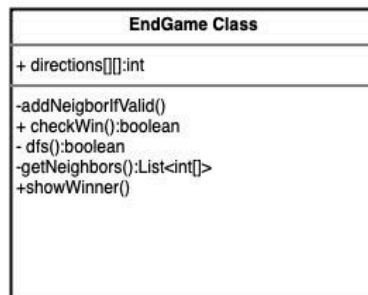 EndGame Class
+ directions[][]:int
-addNeigborIfValid()
+ checkWin():boolean
- dfs():boolean
-getNeighbors():List<int[]>
+showWinner()